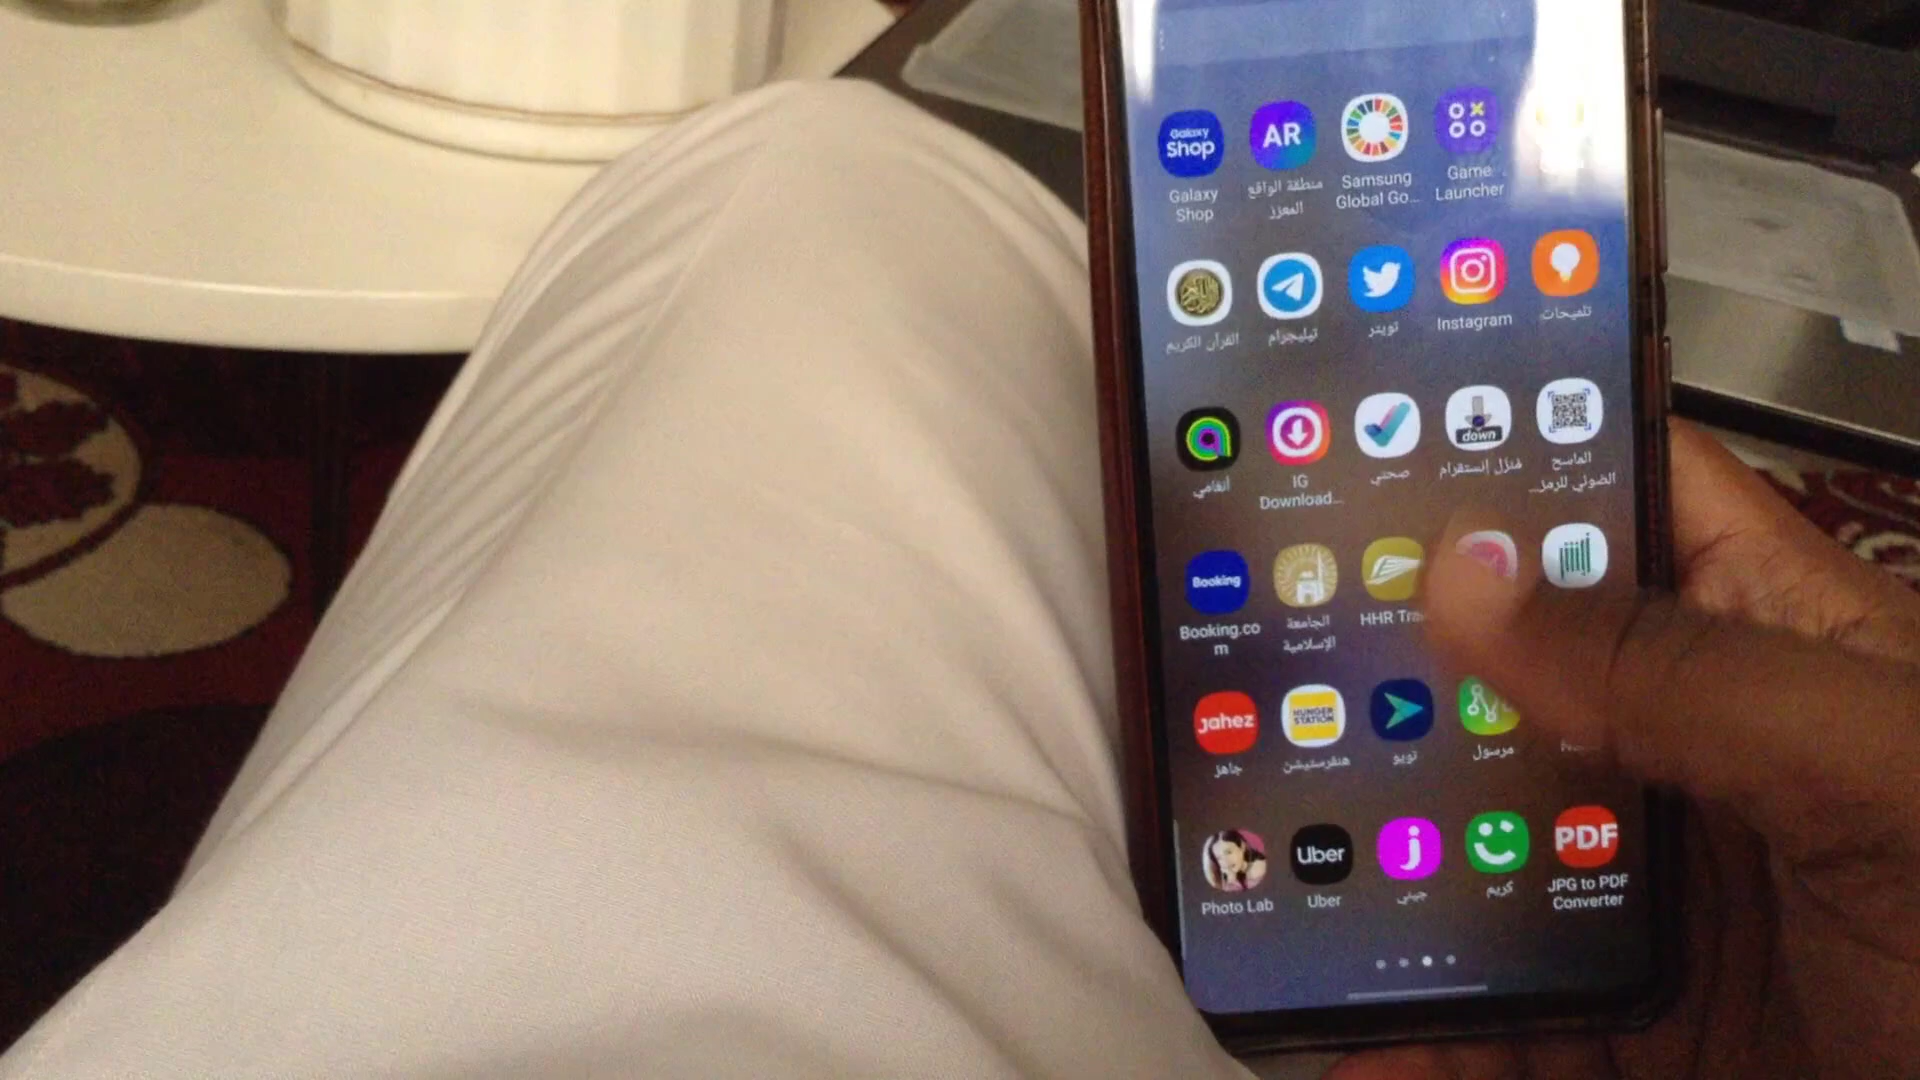 Galaxy
Shop
AR
Galaxy
Shop
منطقة الواقع
المعزز
Samsung
Global Go...
Game
Launcher
القرآن الكريم
تيليجرام
تويتر
Instagram
تلميحات
down
أنغامي
IG
Download...
صحتي
مُنزّل إنستقرام
الماسح
الضوئي للرمز...
Booking
Booking.co
m
الجامعة
الإسلامية
HHR Tra
Jahez
HUNGER
STATION
جاهز
هنقرستيشن
تويو
مرسول
Uber
j
PDF
Photo Lab
Uber
جيني
كريم
JPG to PDF
Converter